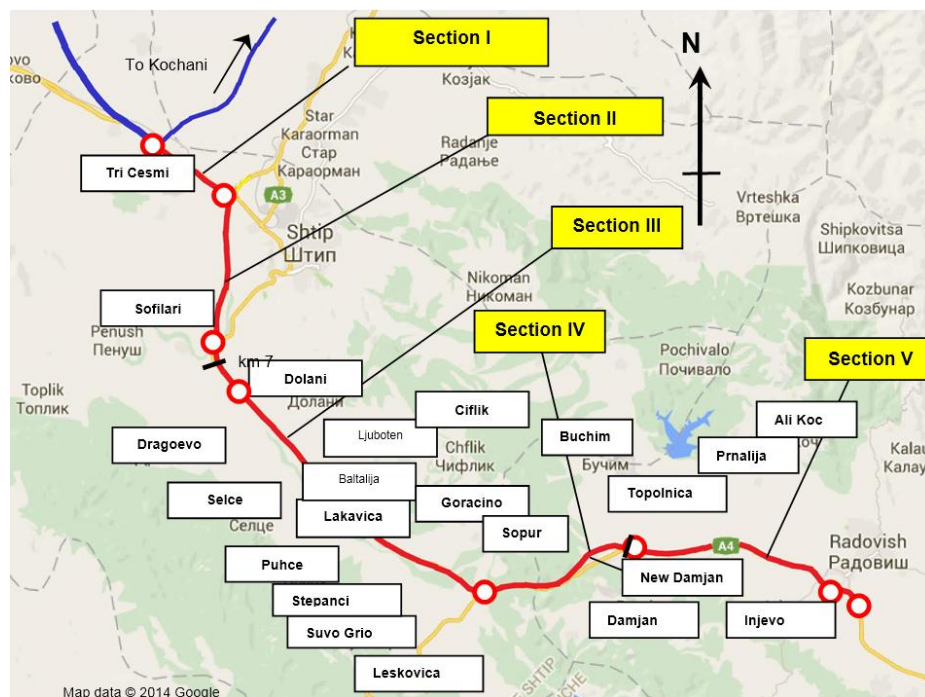 Section I
To Kochani
ово
ково
К
Ка
Козјак
N
Section II
Star
Karaorman
Стар
Караорман
Radanje
Радање
Tri Cesmi
A3
Vrteshka
Вртешка
Section III
Shtip
Штип
Shipkovitsa
Шипковица
Nikoman
Никоман
Kozbunar
Козбунар
Sofilari
Penush
Пенуш
Section IV
Pochivalo
Почивало
Section V
km 7
Toplik
Топлик
Dolani
Долани
Ciflik
Ali Koc
Ljuboten
Buchim
Бучим
Dragoevo
Chflik
Чифлик
Prnalija
Kalau
Калау
Baltalija
Topolnica
Selce
Селце
Goracino
Lakavica
Sopur
A4
Radovish
Радовиш
Puhce
New Damjan
Stepanci
Damjan
Injevo
Suvo Grio
Leskovica
SHTIP
Map data © 2014 Google